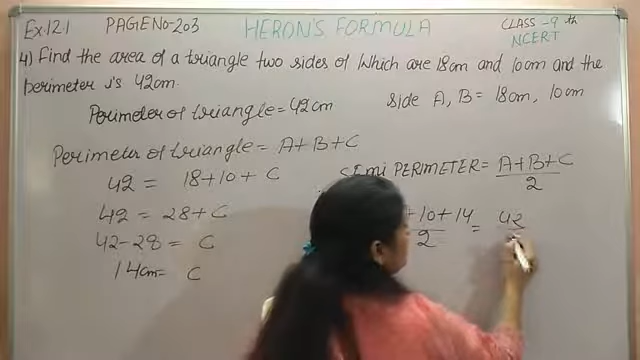 Ex:12.1 PAGE NO-203 HERON'S FORMULA CLASS-9th NCERT
4) Find the area of a triangle two sides of which are 18cm and 10cm and the
perimeter is 42cm.
Perimeter of triangle = 42cm
Side A, B = 18cm, 10cm
Perimeter of triangle = A+B+C
42 = 18+10+C
42 = 28+C
42-28 = C
14cm = C
SEMI PERIMETER = A+B+C / 2
+10+14 / 2 = 42